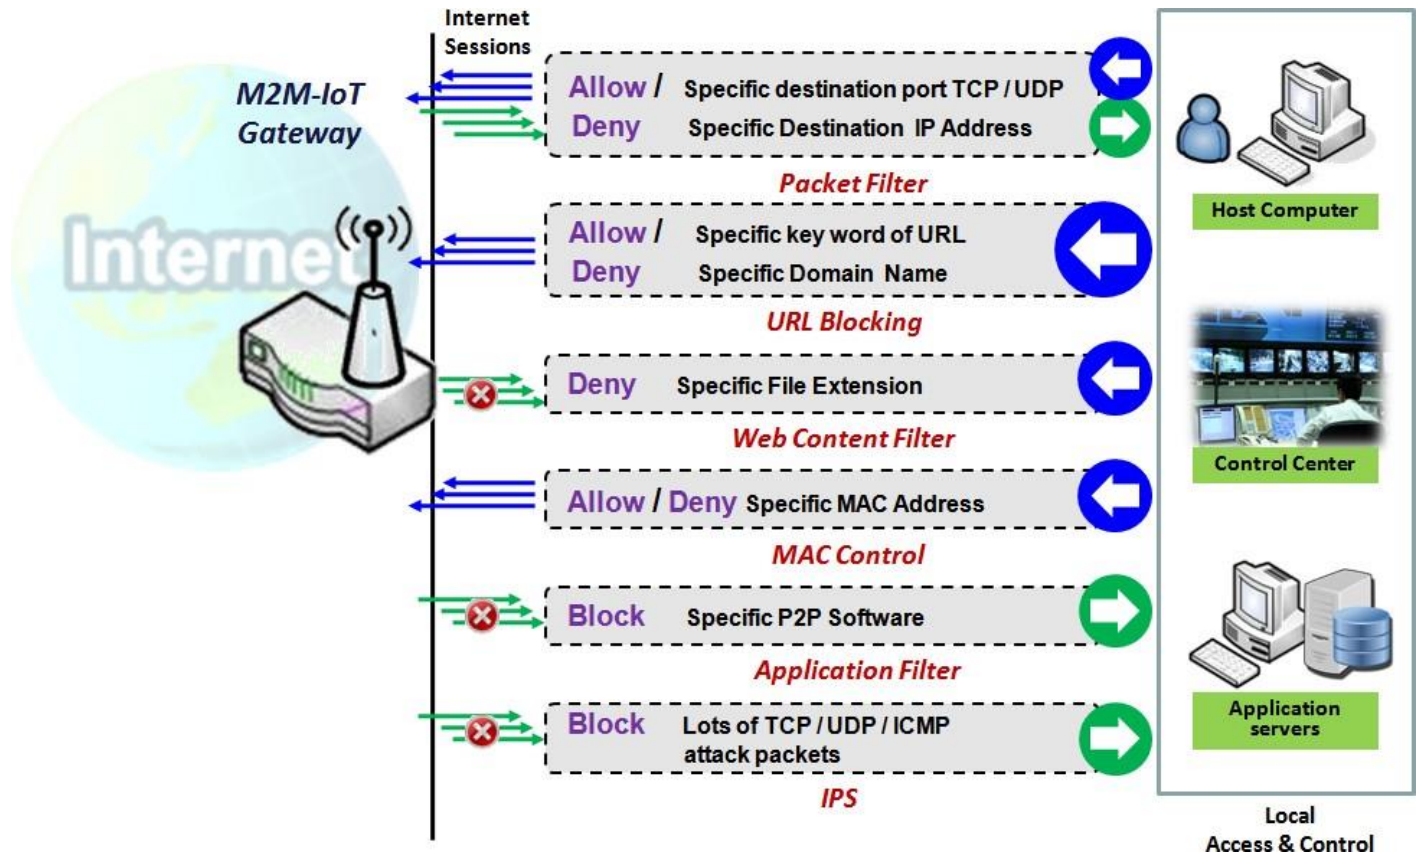 Internet
Sessions
M2M-IoT
Gateway
Internet
Allow / Specific destination port TCP / UDP
Deny Specific Destination IP Address
Packet Filter
Allow / Specific key word of URL
Deny Specific Domain Name
URL Blocking
Deny Specific File Extension
Web Content Filter
Allow / Deny Specific MAC Address
MAC Control
Block Specific P2P Software
Application Filter
Block Lots of TCP / UDP / ICMP
attack packets
IPS
Host Computer
Control Center
Application
servers
Local
Access & Control